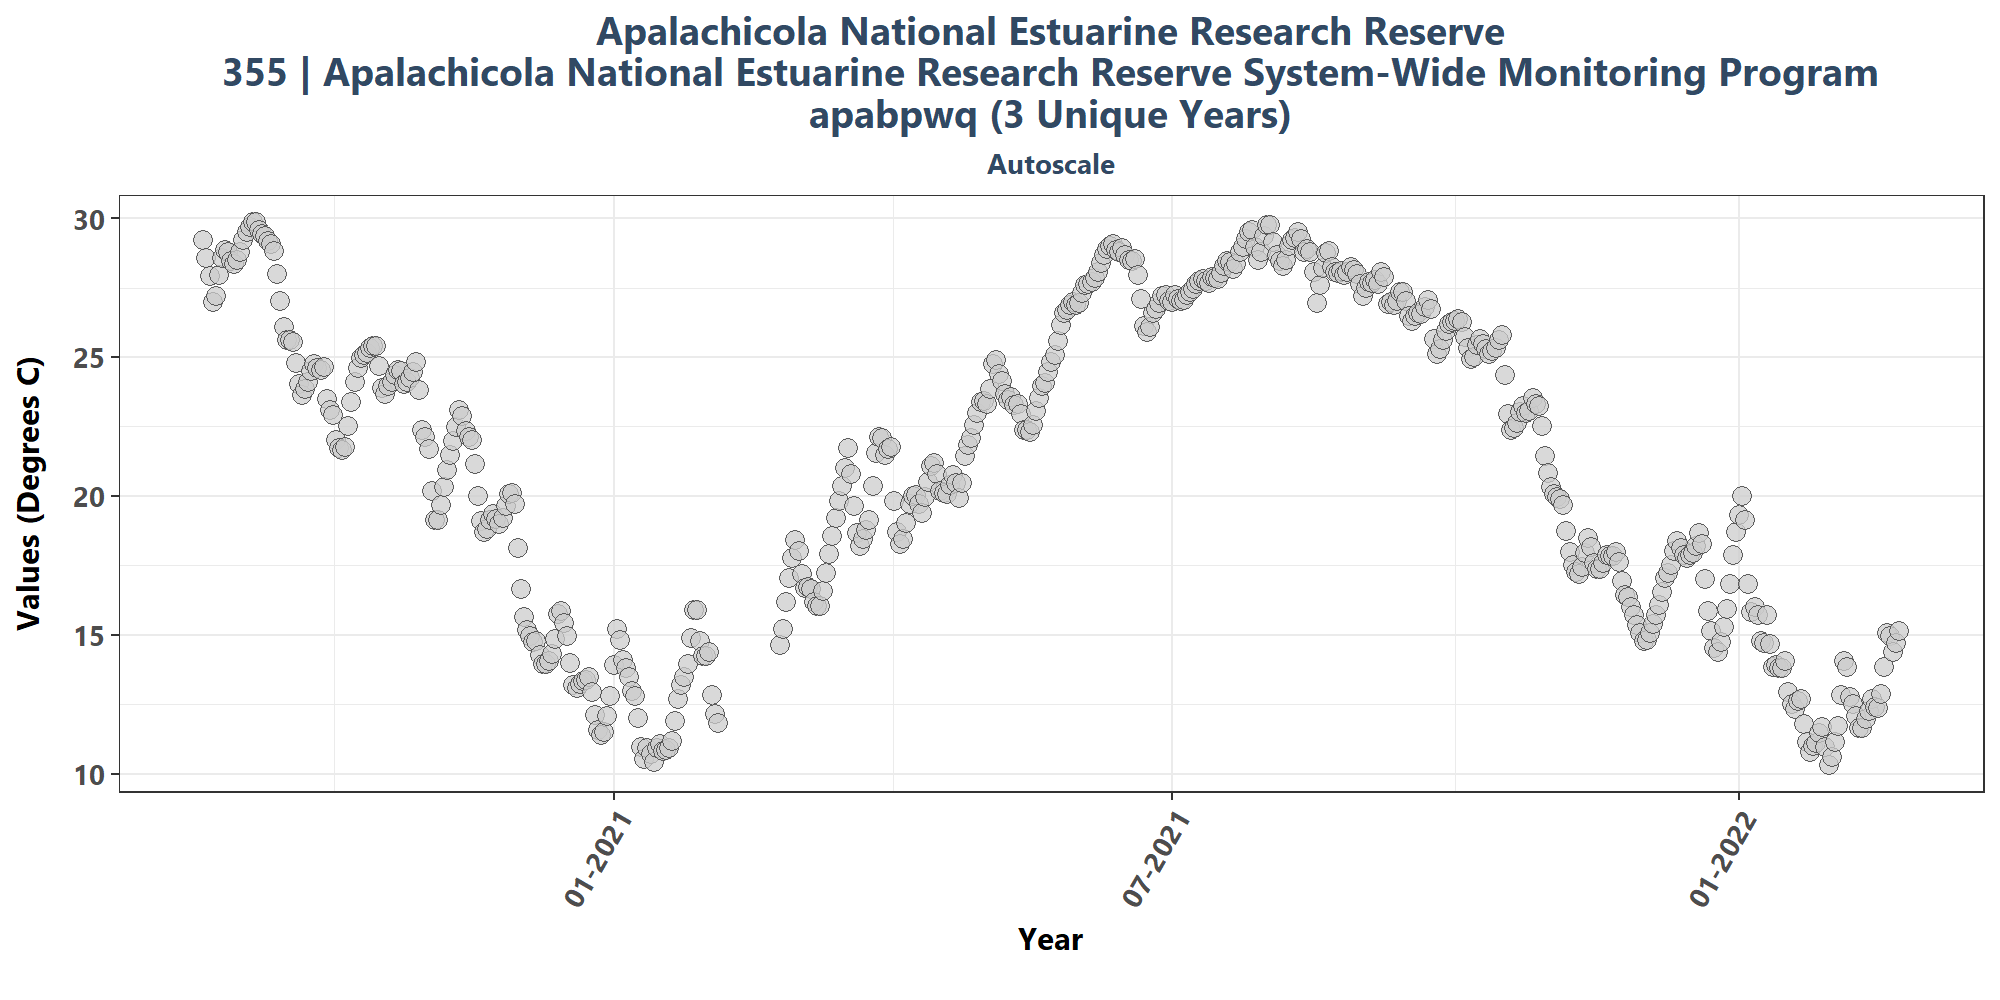 Apalachicola National Estuarine Research Reserve
355 | Apalachicola National Estuarine Research Reserve System-Wide Monitoring Program
apabpwq (3 Unique Years)
Autoscale
Values (Degrees C)
30
25
20
15
10
01-2021
07-2021
01-2022
Year